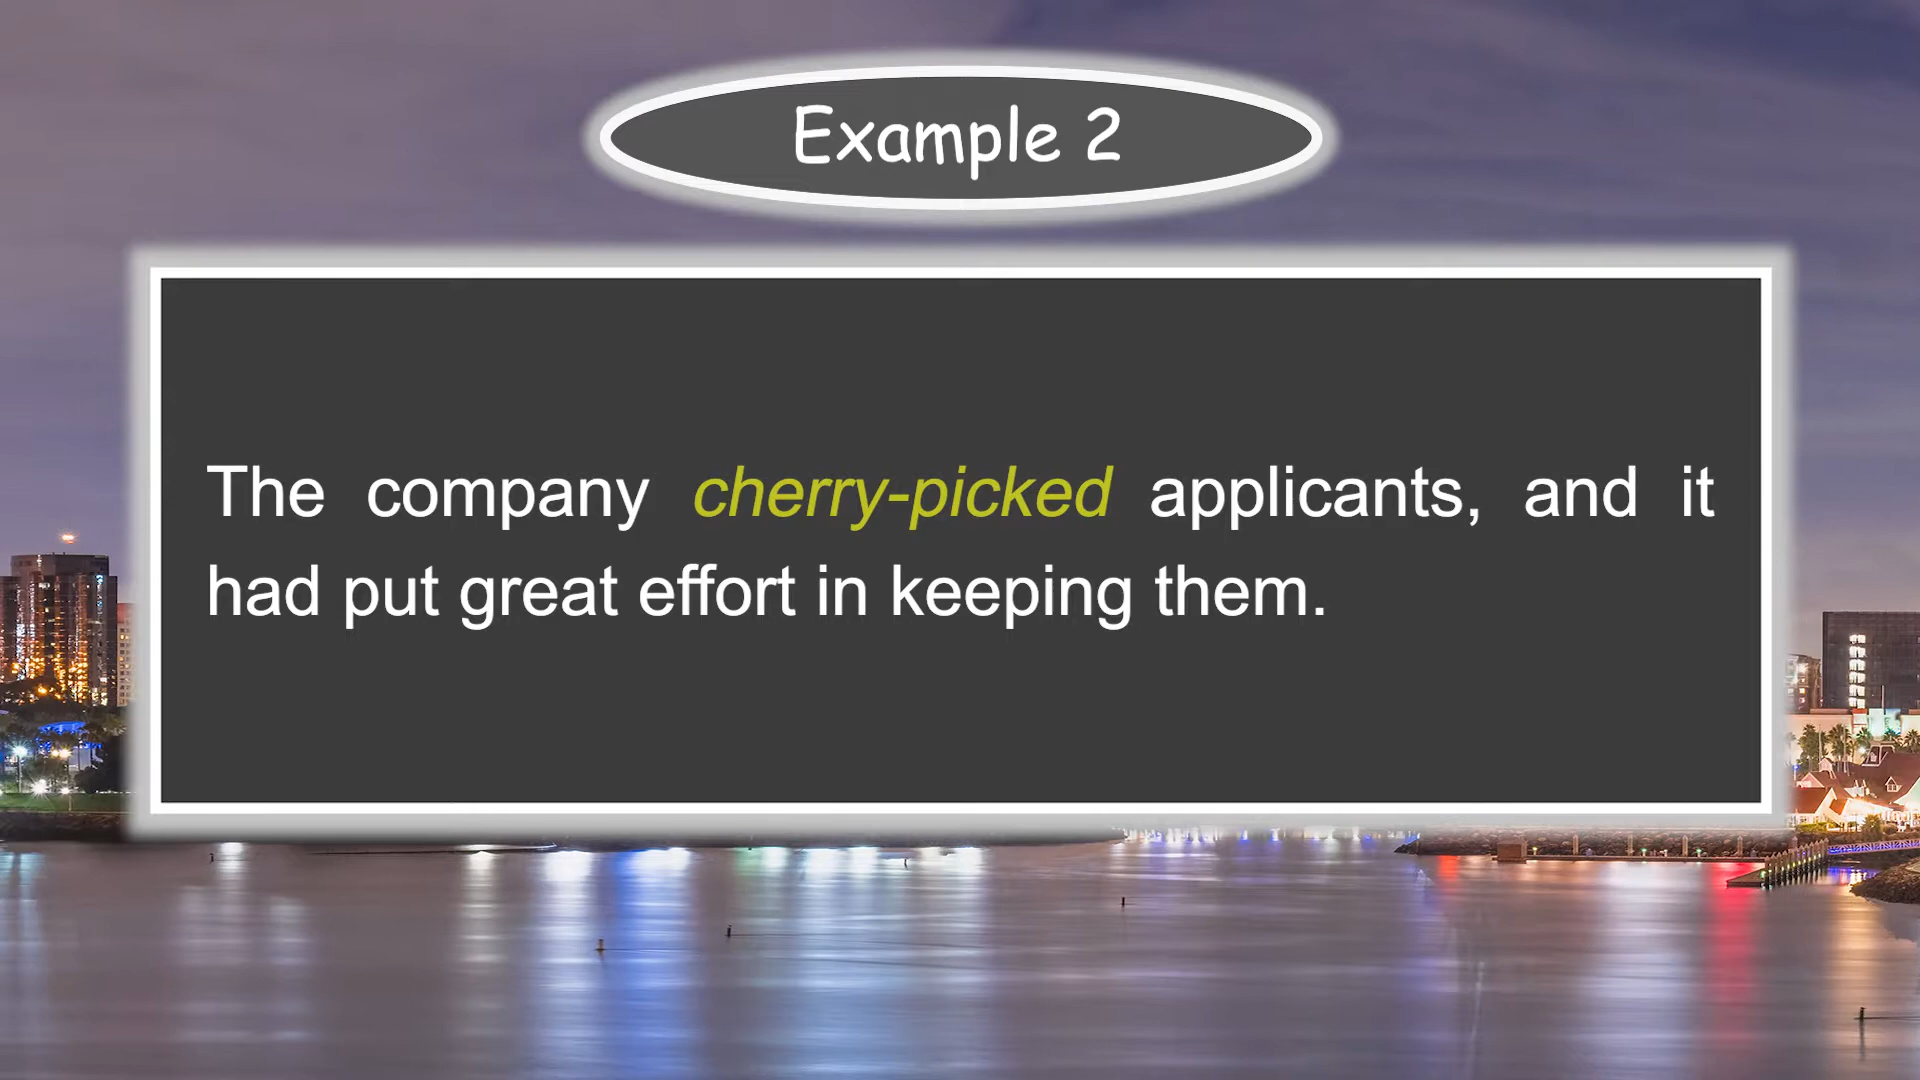 Example 2
The company cherry-picked applicants, and it
had put great effort in keeping them.